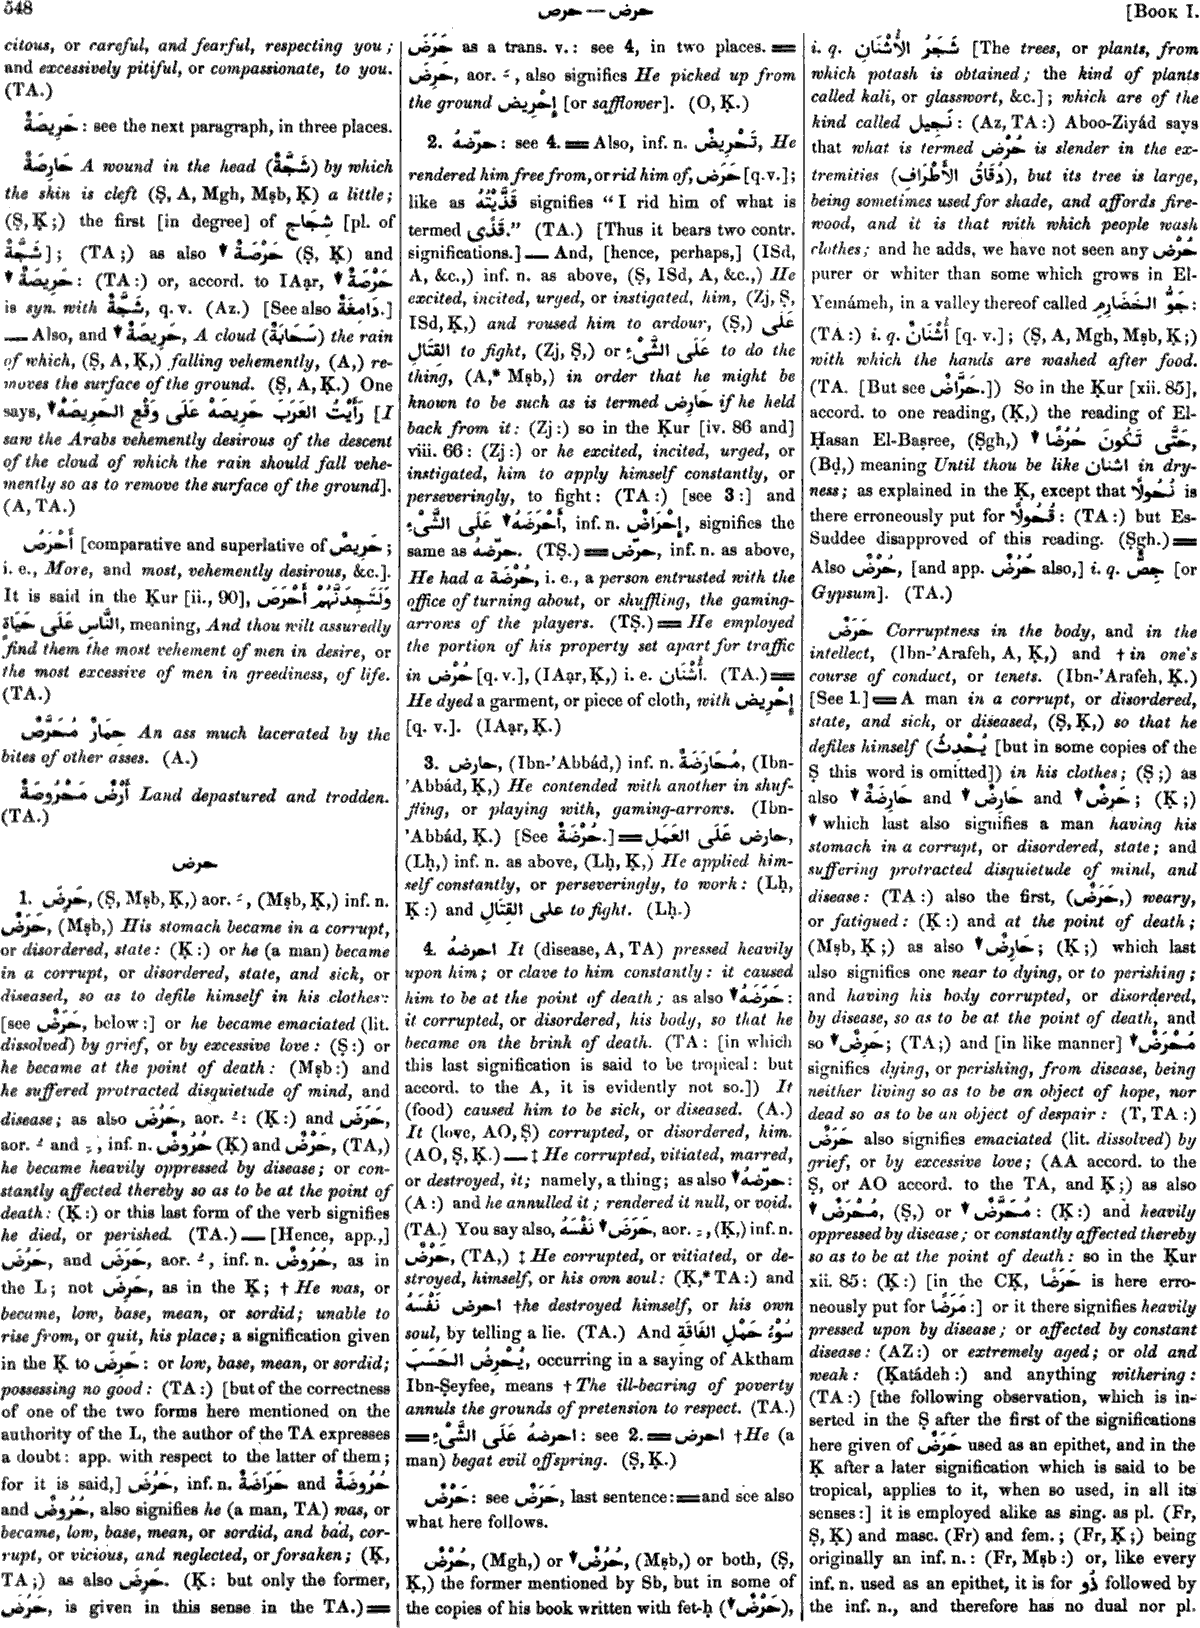 548
حرص — حرض
[BOOK I.
citous, or careful, and fearful, respecting you;
and excessively pitiful, or compassionate, to you.
(TA.)
حَرِيصَةٌ: see the next paragraph, in three places.
حَارِصَةٌ A wound in the head (شَجَّةٌ) by which
the skin is cleft (Ṣ, A, Mgh, Mṣb, Ḳ) a little;
(Ṣ, Ḳ;) the first [in degree] of شِجَاج [pl. of
شَجَّةٌ]; (TA;) as also ▼ حَرْصَةٌ (Ṣ, Ḳ) and
▼ حَرِيصَةٌ: (TA:) or, accord. to IAạr, ▼ حَرْصَةٌ
is syn. with شَجَّةٌ, q. v. (Az.) [See also دَامِغَةٌ.]
— Also, and ▼ حَرِيصَةٌ, A cloud (سَحَابَةٌ) the rain
of which, (Ṣ, A, Ḳ,) falling vehemently, (A,) re-
moves the surface of the ground. (Ṣ, A, Ḳ.) One
says, ▼ رَأَيْتُ العَرَبَ حَرِيصَةً عَلَى وَقْعِ الحَرِيصَةْ [I
saw the Arabs vehemently desirous of the descent
of the cloud of which the rain should fall vehe-
mently so as to remove the surface of the ground].
(A, TA.)
أَحْرَصُ [comparative and superlative of حَرِيصٌ;
i. e., More, and most, vehemently desirous, &c.].
It is said in the Ḳur [ii., 90], وَلَتَجِدَنَّهُمْ أَحْرَصَ
النَّاسِ عَلَى حَيَاةٍ, meaning, And thou wilt assuredly
find them the most vehement of men in desire, or
the most excessive of men in greediness, of life.
(TA.)
حِمَارٌ مُحَرَّصٌ An ass much lacerated by the
bites of other asses. (A.)
أَرْضٌ مَحْرُوصَةٌ Land depastured and trodden.
(TA.)
حرض
1. حَرِضَ, (Ṣ, Mṣb, Ḳ,) aor. ـَ, (Mṣb, Ḳ,) inf. n.
حَرَضٌ, (Mṣb,) His stomach became in a corrupt,
or disordered, state: (Ḳ:) or he (a man) became
in a corrupt, or disordered, state, and sick, or
diseased, so as to defile himself in his clothes:
[see حَرَضٌ, below:] or he became emaciated (lit.
dissolved) by grief, or by excessive love: (Ṣ:) or
he became at the point of death: (Mṣb:) and
he suffered protracted disquietude of mind, and
disease; as also حَرُضَ, aor. ـُ: (Ḳ:) and حَرَضَ,
aor. ـُ and ـِ, inf. n. حُرُوضٌ (Ḳ) and حَرْضٌ, (TA,)
he became heavily oppressed by disease; or con-
stantly affected thereby so as to be at the point of
death: (Ḳ:) or this last form of the verb signifies
he died, or perished. (TA.) — [Hence, app.,]
حَرُضَ, and حَرَضَ, aor. ـُ, inf. n. حُرُوضٌ, as in
the L; not حَرِضَ, as in the Ḳ; † He was, or
became, low, base, mean, or sordid; unable to
rise from, or quit, his place; a signification given
in the Ḳ to حَرِضَ: or low, base, mean, or sordid;
possessing no good: (TA:) [but of the correctness
of one of the two forms here mentioned on the
authority of the L, the author of the TA expresses
a doubt: app. with respect to the latter of them;
for it is said,] حَرُضَ, inf. n. حَرَاضَةٌ and حُرُوضَةٌ
and حُرُوضٌ, also signifies he (a man, TA) was, or
became, low, base, mean, or sordid, and bad, cor-
rupt, or vicious, and neglected, or forsaken; (Ḳ,
TA;) as also حَرِضَ. (Ḳ: but only the former,
حَرُضَ, is given in this sense in the TA.) ==
حَرَضَ as a trans. v.: see 4, in two places. ==
حَرَضَ, aor. ـِ, also signifies He picked up from
the ground إِحْرِيض [or safflower]. (O, Ḳ.)
2. حرّضهُ: see 4. == Also, inf. n. تَحْرِيضٌ, He
rendered him free from, or rid him of, حَرَض [q. v.];
like as قَذَّيْتُهُ signifies “I rid him of what is
termed قَذًى.” (TA.) [Thus it bears two contr.
significations.] — And, [hence, perhaps,] (ISd,
A, &c.,) inf. n. as above, (Ṣ, ISd, A, &c.,) He
excited, incited, urged, or instigated, him, (Zj, Ṣ,
ISd, Ḳ,) and roused him to ardour, (Ṣ,) عَلَى
القِتَالِ to fight, (Zj, Ṣ,) or عَلَى الشَّىْءِ to do the
thing, (A,* Mṣb,) in order that he might be
known to be such as is termed حَارِض if he held
back from it: (Zj:) so in the Ḳur [iv. 86 and]
viii. 66: (Zj:) or he excited, incited, urged, or
instigated, him to apply himself constantly, or
perseveringly, to fight: (TA:) [see 3:] and
أَحْرَضَهُ ▼ عَلَى الشَّىْءِ, inf. n. إِحْرَاضٌ, signifies the
same as حرّضهُ. (TṢ.) == حرّض, inf. n. as above,
He had a حُرْضَة, i. e., a person entrusted with the
office of turning about, or shuffling, the gaming-
arrows of the players. (TṢ.) == He employed
the portion of his property set apart for traffic
in حُرْض [q. v.], (IAạr, Ḳ,) i. e. أُشْنَان. (TA.) ==
He dyed a garment, or piece of cloth, with إِحْرِيض
[q. v.]. (IAạr, Ḳ.)
3. حارض, (Ibn-’Abbád,) inf. n. مُحَارَضَةٌ, (Ibn-
’Abbád, Ḳ,) He contended with another in shuf-
fling, or playing with, gaming-arrows. (Ibn-
’Abbád, Ḳ.) [See حُرْضَةٌ.] == حارض عَلَى العَمَلِ,
(Lḥ,) inf. n. as above, (Lḥ, Ḳ,) He applied him-
self constantly, or perseveringly, to work: (Lḥ,
Ḳ:) and على القِتَالِ to fight. (Lḥ.)
4. احرضهُ It (disease, A, TA) pressed heavily
upon him; or clave to him constantly: it caused
him to be at the point of death; as also ▼ حَرَضَهُ:
it corrupted, or disordered, his body, so that he
became on the brink of death. (TA: [in which
this last signification is said to be tropical: but
accord. to the A, it is evidently not so.]) It
(food) caused him to be sick, or diseased. (A.)
It (love, AO, Ṣ) corrupted, or disordered, him.
(AO, Ṣ, Ḳ.) — ‡ He corrupted, vitiated, marred,
or destroyed, it; namely, a thing; as also ▼ حرّضهُ:
(A:) and he annulled it; rendered it null, or void.
(TA.) You say also, حَرَضَ ▼ نَفْسَهُ, aor. ـِ, (Ḳ,) inf. n.
حَرْضٌ, (TA,) ‡ He corrupted, or vitiated, or de-
stroyed, himself, or his own soul: (Ḳ,* TA:) and
احرض نَفْسَهُ † he destroyed himself, or his own
soul, by telling a lie. (TA.) And سُوْءُ حَمْلِ الفَاقَةِ
يُحْرِضُ الحَسَبَ, occurring in a saying of Aktham
Ibn-Ṣeyfee, means † The ill-bearing of poverty
annuls the grounds of pretension to respect. (TA.)
== احرضهُ عَلَى الشَّىْءِ: see 2. == احرض † He (a
man) begat evil offspring. (Ṣ, Ḳ.)
حَرْضٌ: see حَرَضٌ, last sentence: == and see also
what here follows.
حُرْضٌ, (Mgh,) or ▼ حُرُضٌ, (Mṣb,) or both, (Ṣ,
Ḳ,) the former mentioned by Sb, but in some of
the copies of his book written with fet-ḥ (▼ حَرْضٌ),
i. q. شَجَرُ الأُشْنَانِ [The trees, or plants, from
which potash is obtained; the kind of plants
called kali, or glasswort, &c.]; which are of the
kind called نَجِيل: (Az, TA:) Aboo-Ziyád says
that what is termed حُرْض is slender in the ex-
tremities (دُقَاقُ الأَطْرَافِ), but its tree is large,
being sometimes used for shade, and affords fire-
wood, and it is that with which people wash
clothes; and he adds, we have not seen any حُرْض
purer or whiter than some which grows in El-
Yemámeh, in a valley thereof called جَوُّ الخَضَارِمِ:
(TA:) i. q. أُشْنَانٌ [q. v.]; (Ṣ, A, Mgh, Mṣb, Ḳ;)
with which the hands are washed after food.
(TA. [But see حَرَّاضٌ.]) So in the Ḳur [xii. 85],
accord. to one reading, (Ḳ,) the reading of El-
Ḥasan El-Baṣree, (Ṣgh,) ▼ حَتَّى تَكُونَ حُرُضًا,
(Bḍ,) meaning Until thou be like اشنان in dry-
ness; as explained in the Ḳ, except that نُحُولًا is
there erroneously put for قُحُولًا: (TA:) but Es-
Suddee disapproved of this reading. (Ṣgh.) ==
Also حُرْضٌ, [and app. حُرُضٌ also,] i. q. جِصٌّ [or
Gypsum]. (TA.)
حَرَضٌ Corruptness in the body, and in the
intellect, (Ibn-’Arafeh, A, Ḳ,) and † in one's
course of conduct, or tenets. (Ibn-’Arafeh, Ḳ.)
[See 1.] == A man in a corrupt, or disordered,
state, and sick, or diseased, (Ṣ, Ḳ,) so that he
defiles himself (يُحْدِثُ [but in some copies of the
Ṣ this word is omitted]) in his clothes; (Ṣ;) as
also ▼ حَارِضَةٌ and ▼ حَارِضٌ and ▼ حَرِضٌ; (Ḳ;)
▼ which last also signifies a man having his
stomach in a corrupt, or disordered, state; and
suffering protracted disquietude of mind, and
disease: (TA:) also the first, (حَرَضٌ,) weary,
or fatigued: (Ḳ:) and at the point of death;
(Mṣb, Ḳ;) as also ▼ حَارِضٌ; (Ḳ;) which last
also signifies one near to dying, or to perishing;
and having his body corrupted, or disordered,
by disease, so as to be at the point of death, and
so ▼ حَرِضٌ; (TA;) and [in like manner] ▼ مُحْرَضٌ
signifies dying, or perishing, from disease, being
neither living so as to be an object of hope, nor
dead so as to be an object of despair: (T, TA:)
حَرَضٌ also signifies emaciated (lit. dissolved) by
grief, or by excessive love; (AA accord. to the
Ṣ, or AO accord. to the TA, and Ḳ;) as also
▼ مُحْرَضٌ, (Ṣ,) or ▼ مُحَرَّضٌ: (Ḳ:) and heavily
oppressed by disease; or constantly affected thereby
so as to be at the point of death: so in the Ḳur
xii. 85: (Ḳ:) [in the CḲ, حَرَضًا is here erro-
neously put for مَرَضًا:] or it there signifies heavily
pressed upon by disease; or affected by constant
disease: (AZ:) or extremely aged; or old and
weak: (Ḳatádeh:) and anything withering:
(TA:) [the following observation, which is in-
serted in the Ṣ after the first of the significations
here given of حَرَضٌ used as an epithet, and in the
Ḳ after a later signification which is said to be
tropical, applies to it, when so used, in all its
senses:] it is employed alike as sing. as pl. (Fr,
Ṣ, Ḳ) and masc. (Fr) and fem.; (Fr, Ḳ;) being
originally an inf. n.: (Fr, Mṣb:) or, like every
inf. n. used as an epithet, it is for ذُو followed by
the inf. n., and therefore has no dual nor pl.